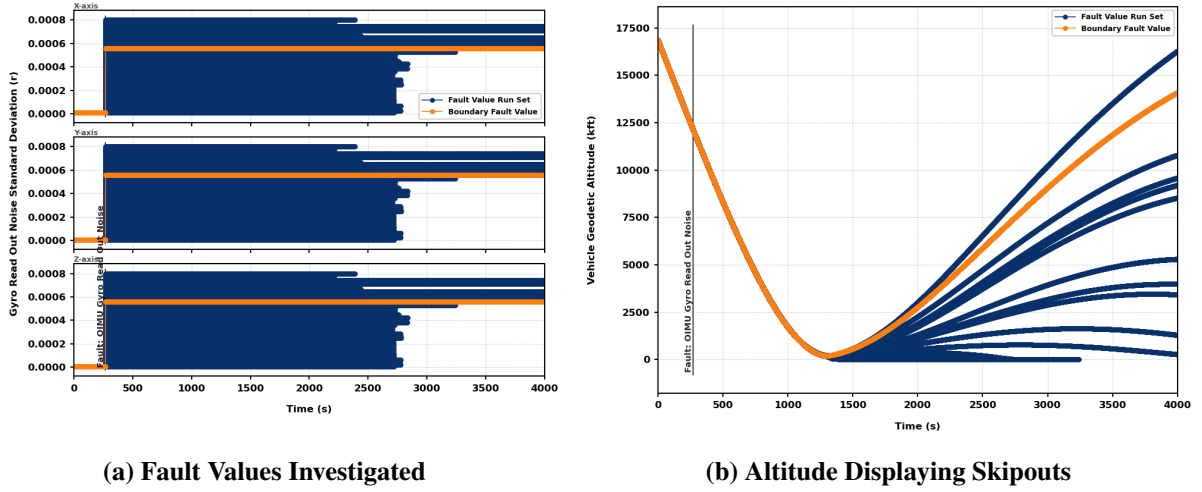 X-axis
0.0008
0.0006
0.0004
0.0002
0.0000
Fault Value Run Set
Boundary Fault Value
Y-axis
0.0008
0.0006
0.0004
0.0002
0.0000
Z-axis
0.0008
0.0006
0.0004
0.0002
0.0000
Gyro Read Out Noise Standard Deviation (r)
Fault: OIMU Gyro Read Out Noise
0 500 1000 1500 2000 2500 3000 3500 4000
Time (s)
(a) Fault Values Investigated
17500
15000
12500
10000
7500
5000
2500
0
Vehicle Geodetic Altitude (kft)
Fault: OIMU Gyro Read Out Noise
Fault Value Run Set
Boundary Fault Value
0 500 1000 1500 2000 2500 3000 3500 4000
Time (s)
(b) Altitude Displaying Skipouts